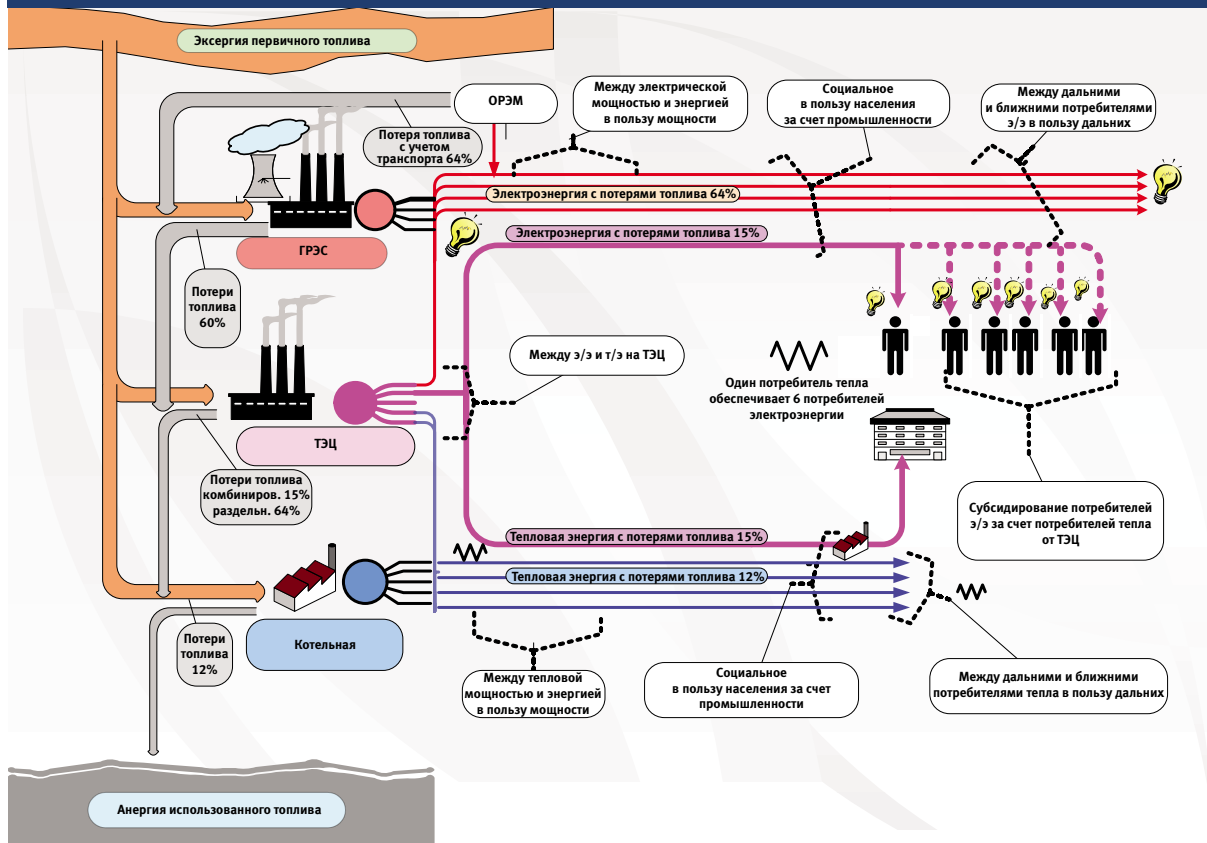 Эксергия первичного топлива
ОРЭМ
Между электрической
мощностью и энергией
в пользу мощности
Социальное
в пользу населения
за счет промышленности
Между дальними
и ближними потребителями
э/э в пользу дальних
Потеря топлива
с учетом
транспорта 64%
Электроэнергия с потерями топлива 64%
Электроэнергия с потерями топлива 15%
ГРЭС
Потери
топлива
60%
Между э/э и т/э на ТЭЦ
Один потребитель тепла
обеспечивает 6 потребителей
электроэнергии
ТЭЦ
Потери топлива
комбиниров. 15%
раздельн. 64%
Субсидирование потребителей
э/э за счет потребителей тепла
от ТЭЦ
Тепловая энергия с потерями топлива 15%
Тепловая энергия с потерями топлива 12%
Потери
топлива
12%
Котельная
Между тепловой
мощностью и энергией
в пользу мощности
Социальное
в пользу населения за счет
промышленности
Между дальними и ближними
потребителями тепла в пользу дальних
Анергия использованного топлива